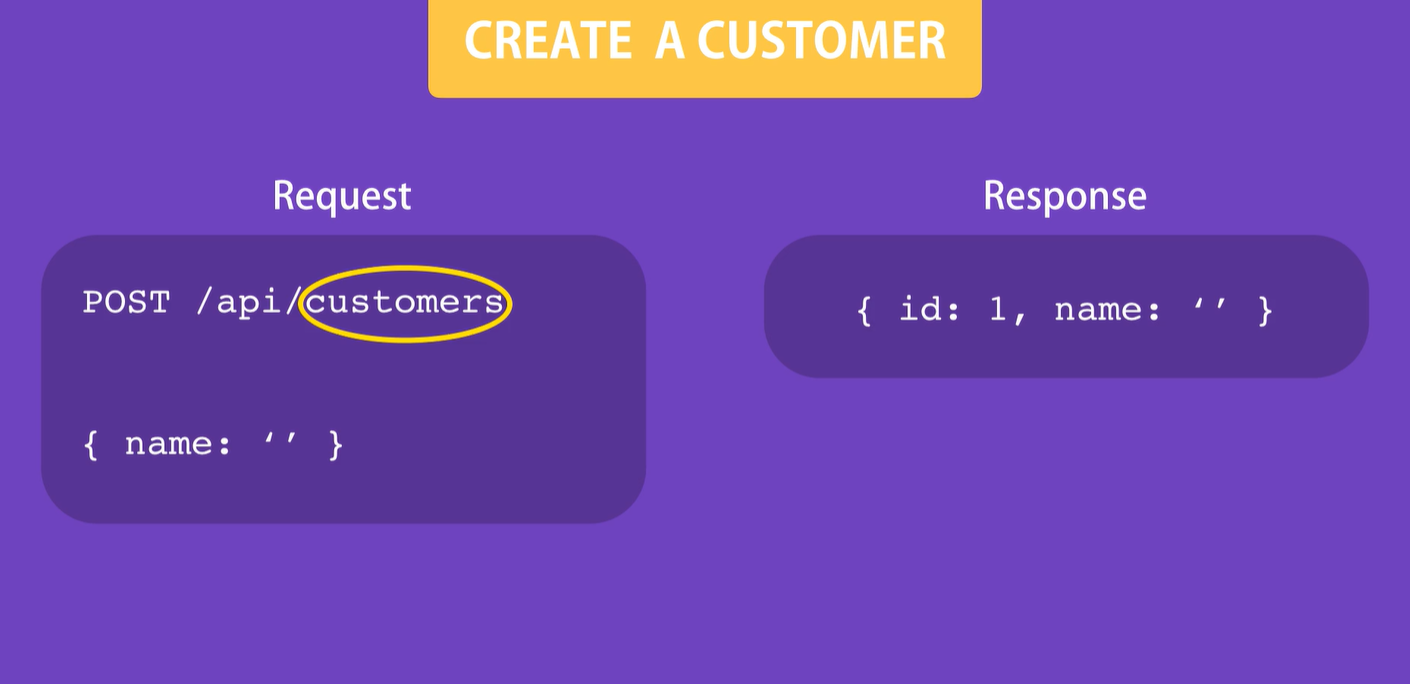 CREATE A CUSTOMER
Request
POST /api/customers
{ name: ‘’ }
Response
{ id: 1, name: ‘’ }